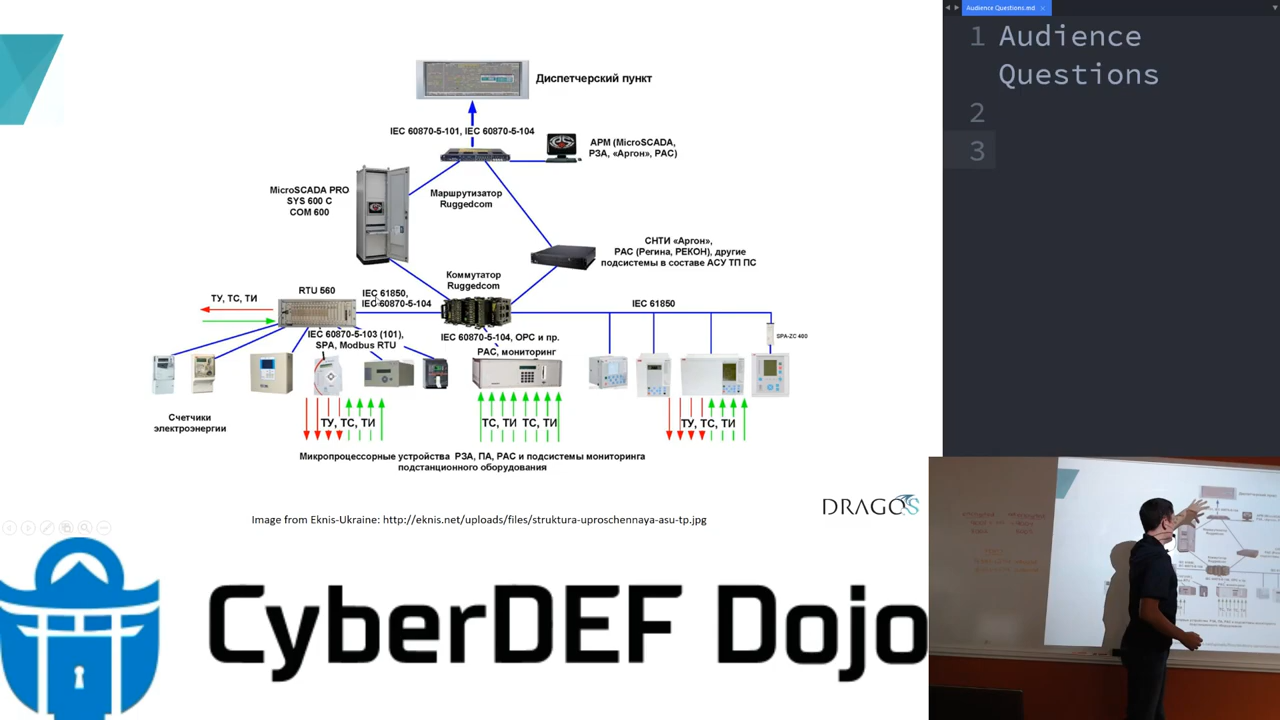 Диспетчерский пункт
IEC 60870-5-101, IEC 60870-5-104
АРМ (MicroSCADA,
РЗА, «Аргон», РАС)
MicroSCADA PRO
SYS 600 C
COM 600
Маршрутизатор
Ruggedcom
СНТИ «Аргон»,
РАС (Регина, РЕКОН), другие
подсистемы в составе АСУ ТП ПС
Коммутатор
Ruggedcom
ТУ, ТС, ТИ
RTU 560
IEC 61850,
IEC 60870-5-104
IEC 61850
IEC 60870-5-103 (101),
SPA, Modbus RTU
IEC 60870-5-104, OPC и пр.
РАС, мониторинг
SPA-ZC 400
Счетчики
электроэнергии
ТУ, ТС, ТИ
ТС, ТИ ТС, ТИ
ТУ, ТС, ТИ
Микропроцессорные устройства РЗА, ПА, РАС и подсистемы мониторинга
подстанционного оборудования
DRAGOS
Image from Eknis-Ukraine: http://eknis.net/uploads/files/struktura-uproschennaya-asu-tp.jpg
CyberDEF Dojo
Audience Questions.md
1 Audience
Questions
2
3